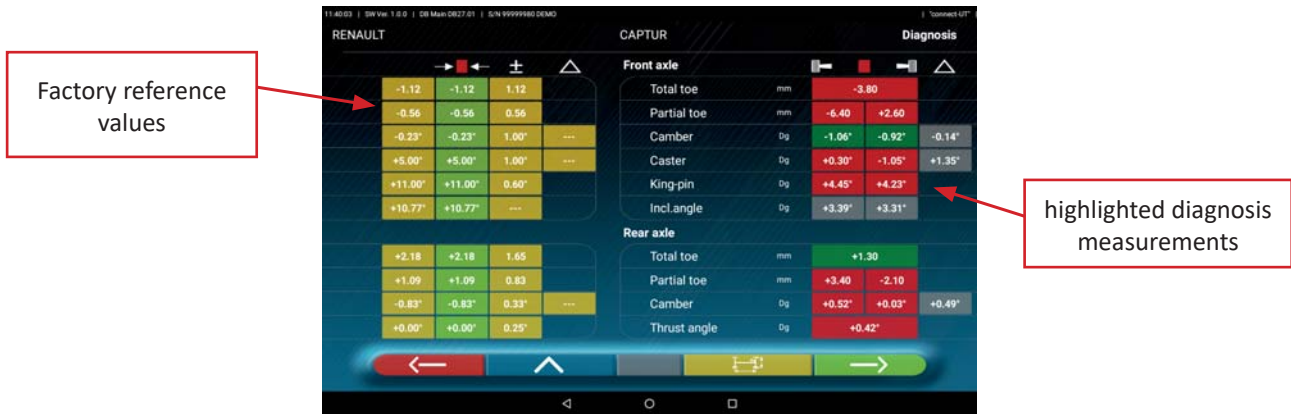 11:40:03 | SW Ver. 1.0.0 | DB Main DB27.01 | S/N 99999980 DEMO | "connect-UT"
RENAULT CAPTUR Diagnosis
± Front axle
-1.12 -1.12 1.12 Total toe mm -3.80
-0.56 -0.56 0.56 Partial toe mm -6.40 +2.60
-0.23° -0.23° 1.00° --- Camber Dg -1.06° -0.92° -0.14°
+5.00° +5.00° 1.00° --- Caster Dg +0.30° -1.05° +1.35°
+11.00° +11.00° 0.60° King-pin Dg +4.45° +4.23°
+10.77° +10.77° --- Incl.angle Dg +3.39° +3.31°
Rear axle
+2.18 +2.18 1.65 Total toe mm +1.30
+1.09 +1.09 0.83 Partial toe mm +3.40 -2.10
-0.83° -0.83° 0.33° --- Camber Dg +0.52° +0.03° +0.49°
+0.00° +0.00° 0.25° Thrust angle Dg +0.42°
Factory reference
values
highlighted diagnosis
measurements